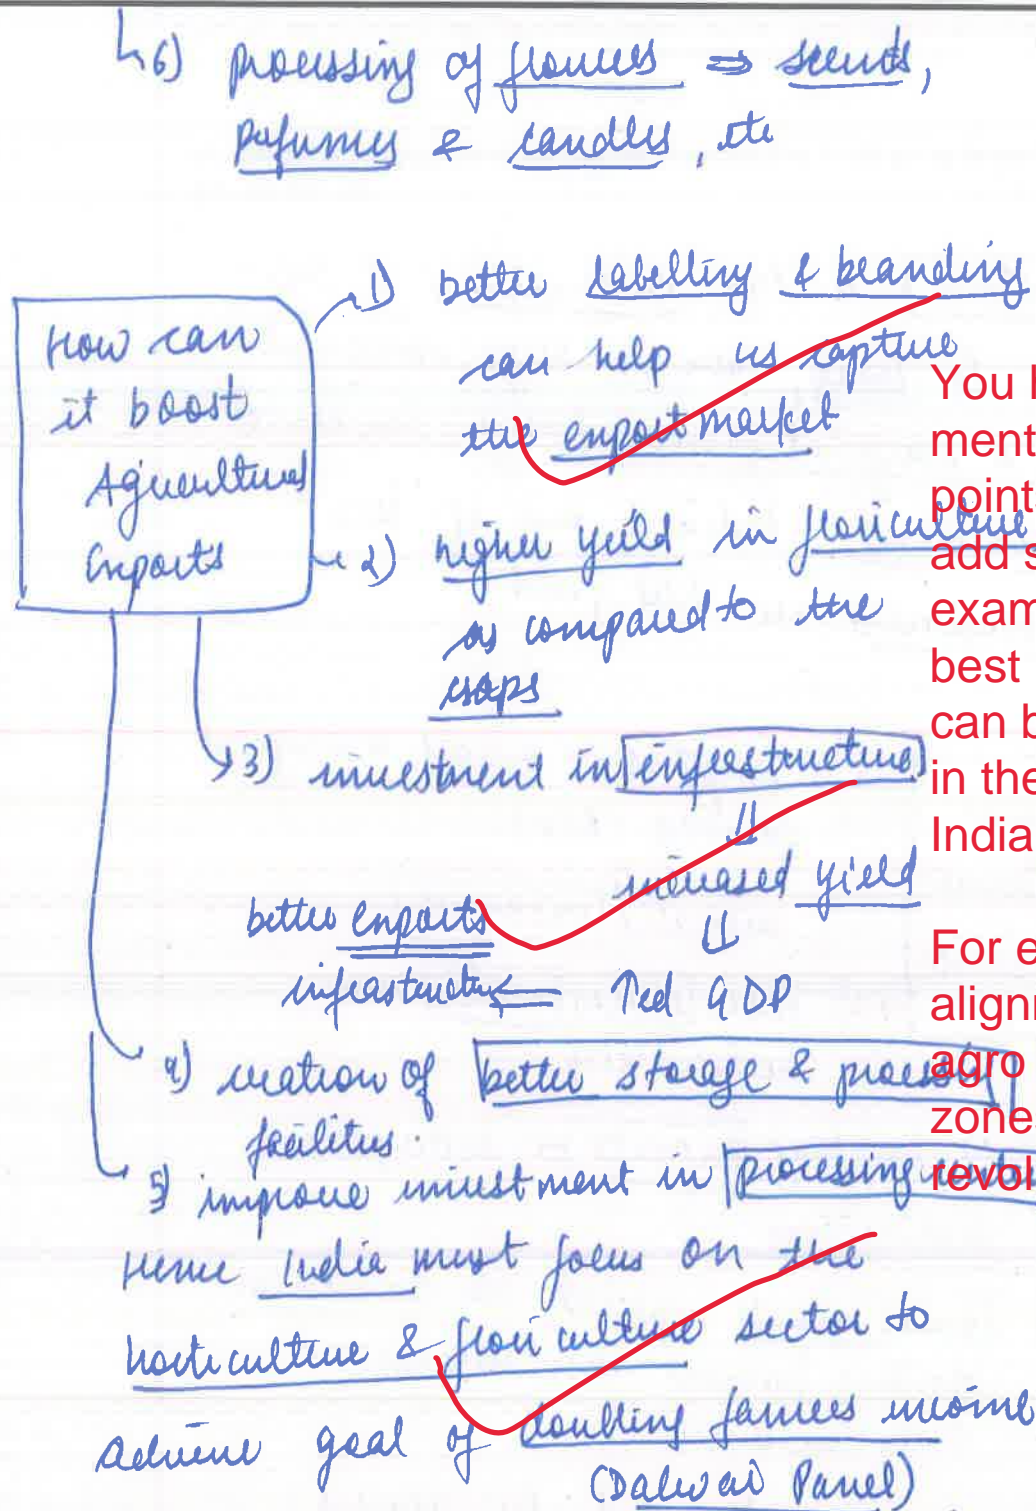 6) processing of flowers ⇒ scents,
perfumes & candles, etc
How can
it boost
Agricultural
Exports
1) better labelling & branding
can help us capture
the export market
2) higher yeild in floriculture
as compared to the
crops
3) investment in infrastructure
⇓
increased yield
⇓
↑ed GDP
⇐
better exports
infrastructure
4) creation of better storage & processing
facilities.
5) improve investment in processing
Hence India must focus on the
horticulture & floriculture sector to
achieve goal of doubling farmers income
(Dalwai Panel)
You
ment
point
add s
exam
best
can b
in the
India
For e
align
agro
zone
revol